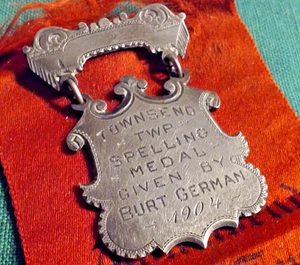 TOWNSEND
TWP
SPELLING
MEDAL
GIVEN BY
BURT GERMAN
1904